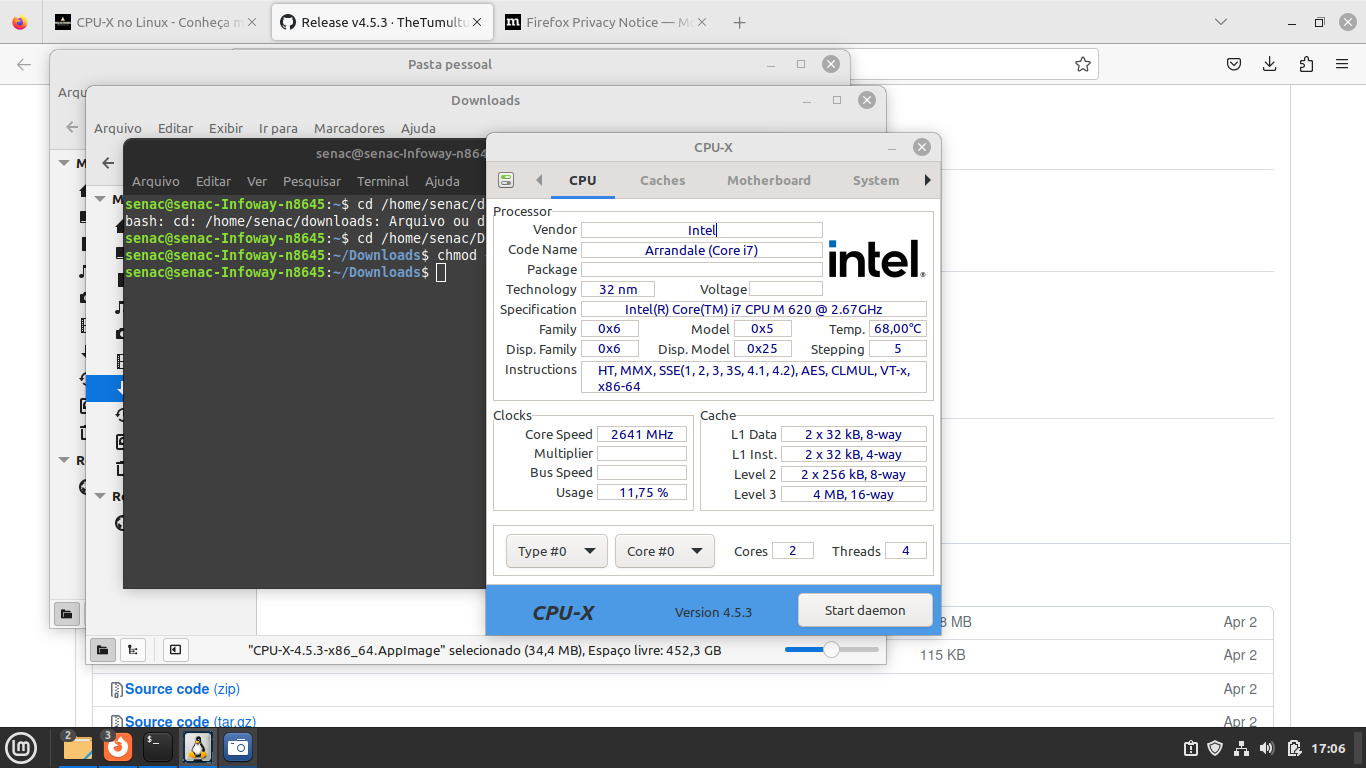 CPU-X no Linux - Conheça m
Release v4.5.3 · TheTumultu
Firefox Privacy Notice — Mo
Pasta pessoal
Arqu
Downloads
Arquivo Editar Exibir Ir para Marcadores Ajuda
senac@senac-Infoway-n864
Arquivo Editar Ver Pesquisar Terminal Ajuda
senac@senac-Infoway-n8645:~$ cd /home/senac/d
bash: cd: /home/senac/downloads: Arquivo ou d
senac@senac-Infoway-n8645:~$ cd /home/senac/D
senac@senac-Infoway-n8645:~/Downloads$ chmod
senac@senac-Infoway-n8645:~/Downloads$
CPU-X
CPU Caches Motherboard System
Processor
Vendor Intel
Code Name Arrandale (Core i7)
intel.
Package
Technology 32 nm Voltage
Specification Intel(R) Core(TM) i7 CPU M 620 @ 2.67GHz
Family 0x6 Model 0x5 Temp. 68,00°C
Disp. Family 0x6 Disp. Model 0x25 Stepping 5
Instructions HT, MMX, SSE(1, 2, 3, 3S, 4.1, 4.2), AES, CLMUL, VT-x,
x86-64
Clocks
Core Speed 2641 MHz
Multiplier
Bus Speed
Usage 11,75 %
Cache
L1 Data 2 x 32 kB, 8-way
L1 Inst. 2 x 32 kB, 4-way
Level 2 2 x 256 kB, 8-way
Level 3 4 MB, 16-way
Type #0 Core #0 Cores 2 Threads 4
CPU-X Version 4.5.3 Start daemon
"CPU-X-4.5.3-x86_64.AppImage" selecionado (34,4 MB), Espaço livre: 452,3 GB
8 MB Apr 2
115 KB Apr 2
Source code (zip) Apr 2
Source code (tar.gz) Apr 2
2 3 17:06